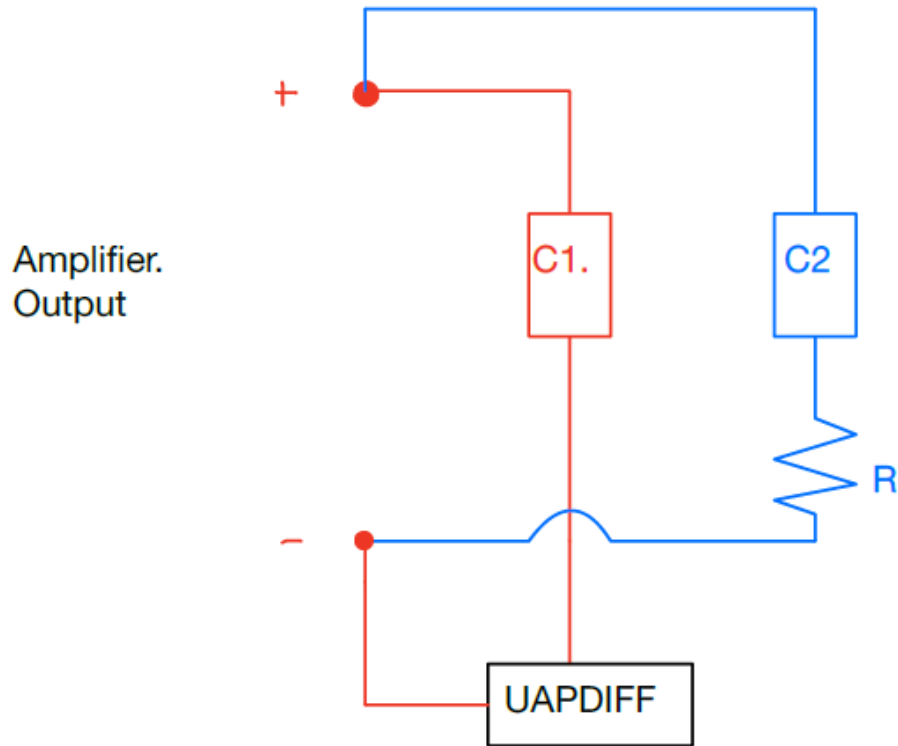 +
C1.
C2
Amplifier.
Output
R
-
UAPDIFF